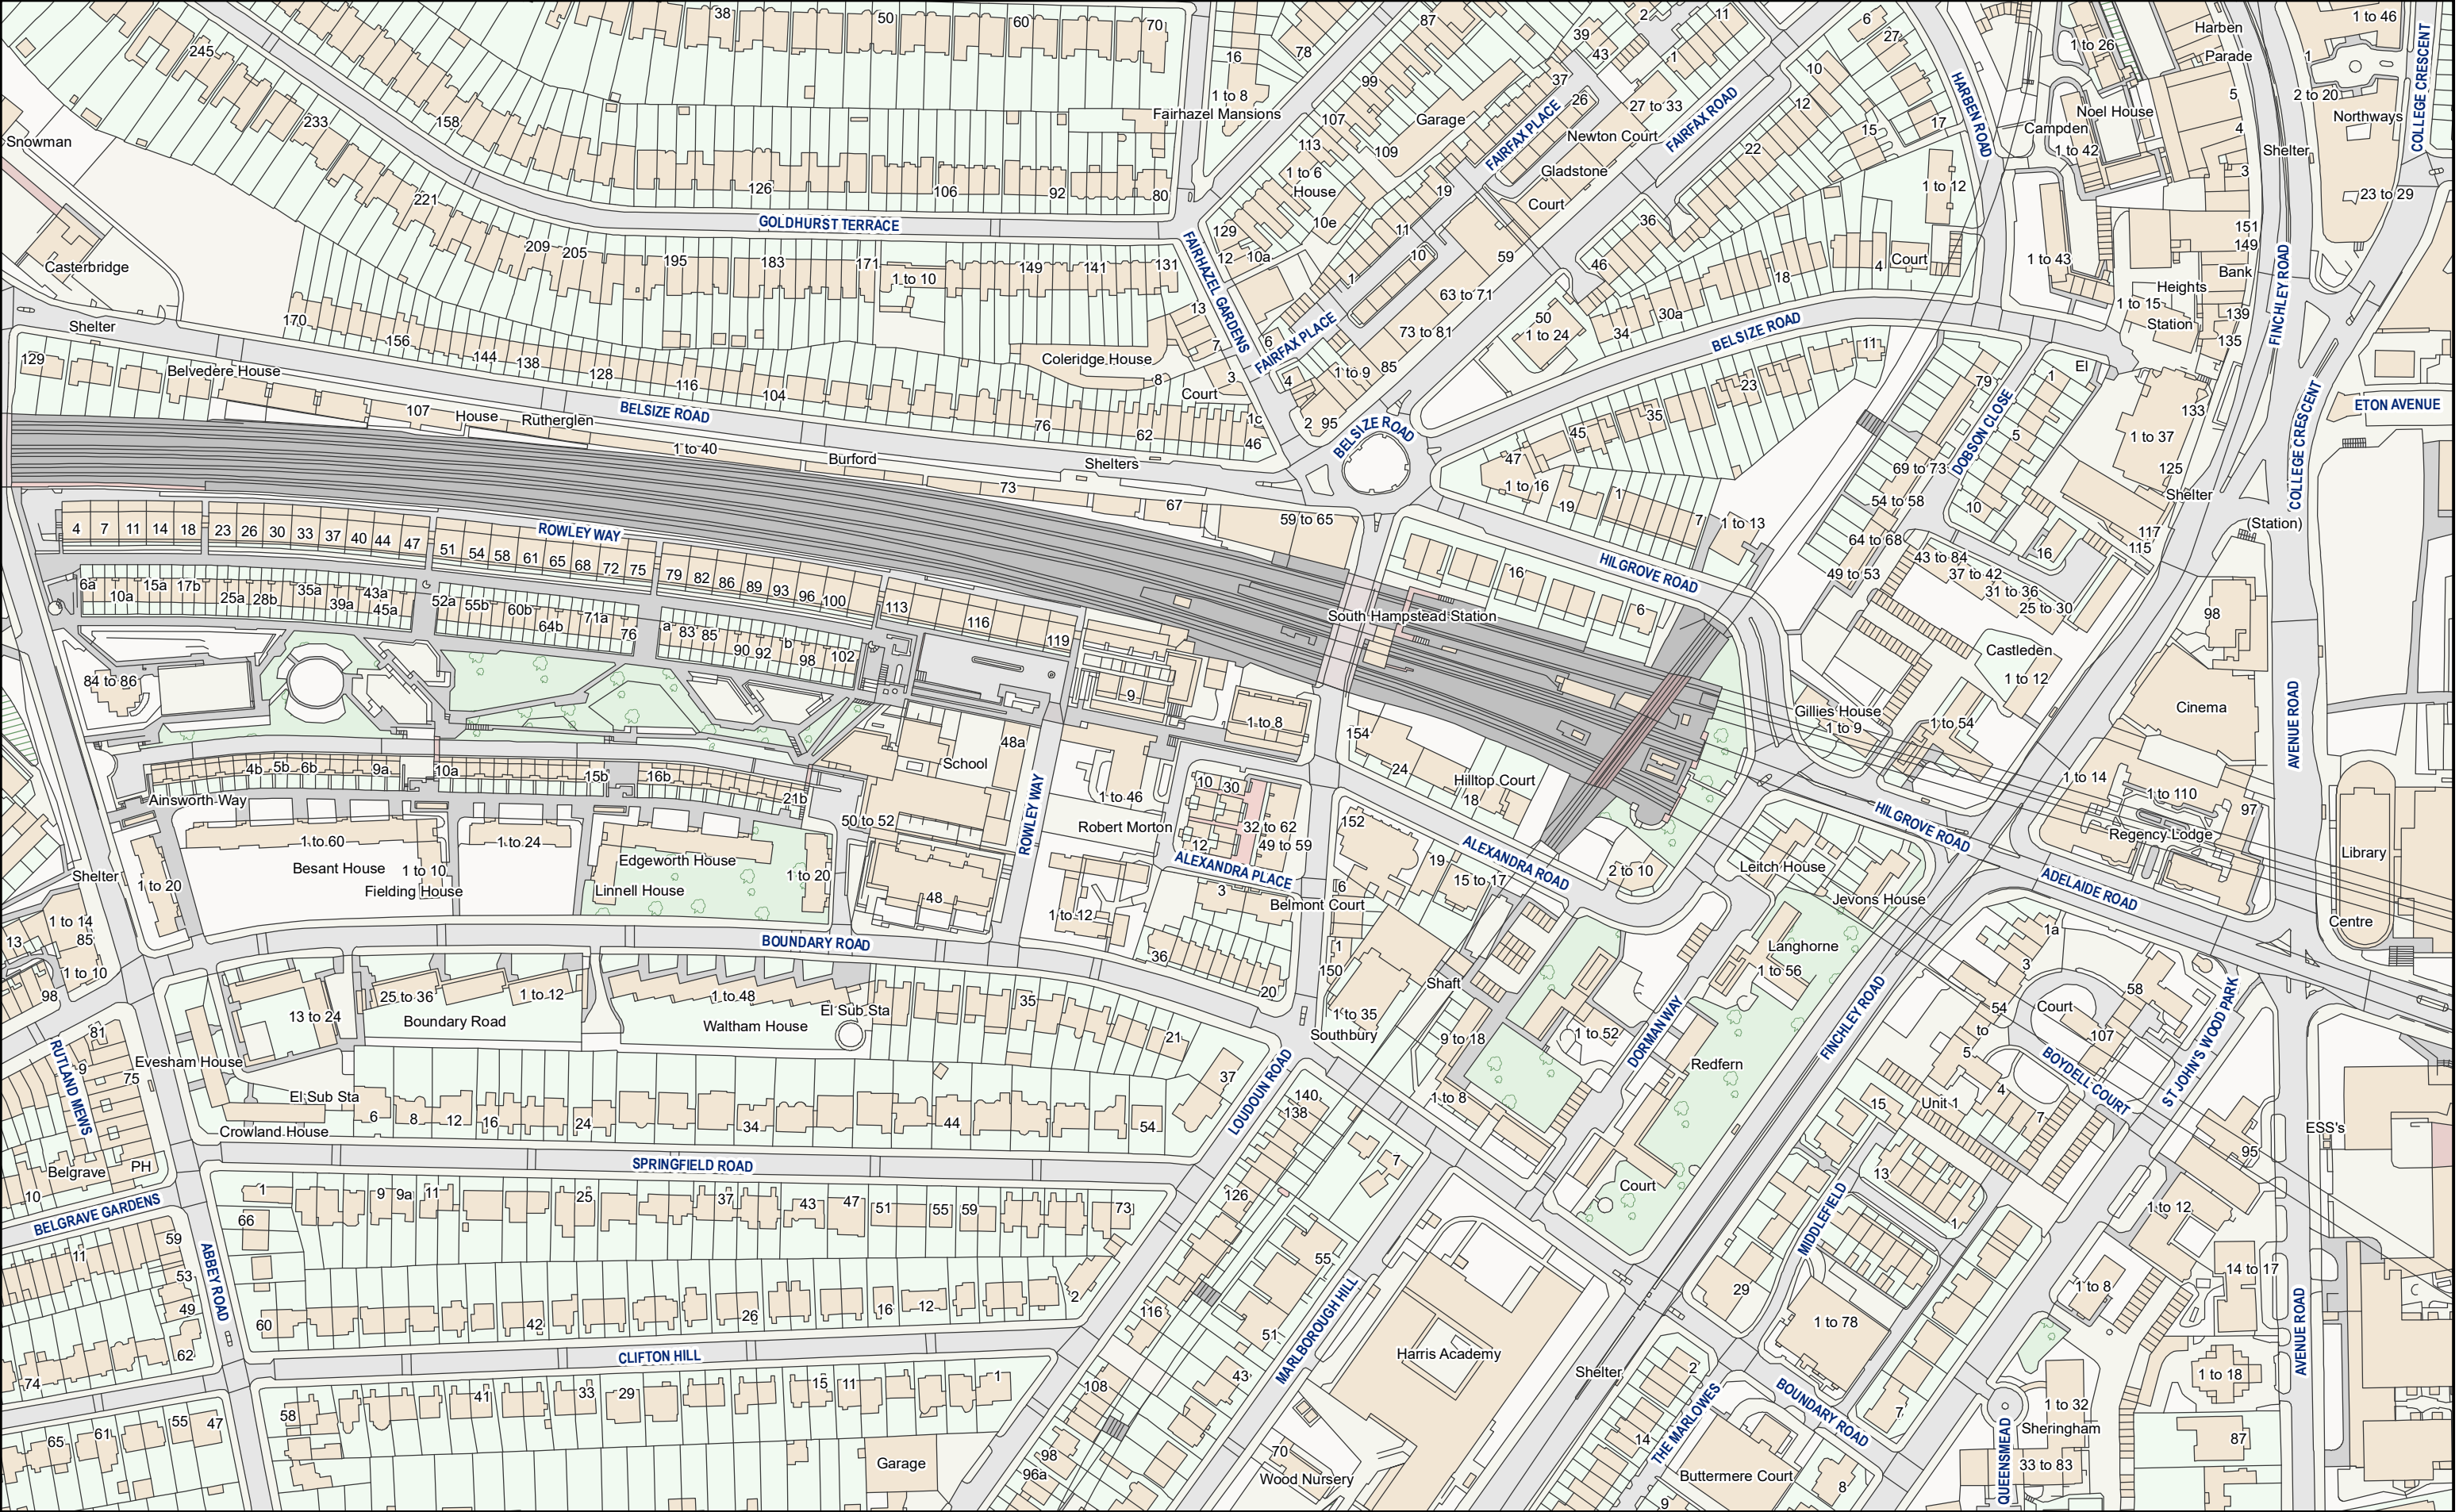 38
50
60
70
87
2
11
6
1 to 46
245
16
78
39
43
1
27
1 to 26
Harben
Parade
1
COLLEGE CRESCENT
99
37
10
233
158
1 to 8
Fairhazel Mansions
107
Garage
26
27 to 33
FAIRFAX PLACE
FAIRFAX ROAD
12
HARBEN ROAD
17
15
Noel House
Campden
1 to 42
5
4
2 to 20
Northways
Snowman
113
109
Newton Court
Gladstone
Court
22
Shelter
3
1 to 6
House
10e
19
126
106
92
80
221
1 to 12
23 to 29
GOLDHURST TERRACE
129
12
10a
11
36
151
149
209
205
195
183
171
1 to 10
149
141
131
FAIRHAZEL GARDENS
10
1
59
46
18
4
Court
1 to 43
Bank
FINCHLEY ROAD
Casterbridge
63 to 71
Heights
1 to 15
Station
139
135
170
156
144
138
128
116
104
Coleridge House
8
13
7
3
Court
FAIRFAX PLACE
6
4
50
1 to 24
73 to 81
34
30a
BELSIZE ROAD
11
Shelter
129
Belvedere House
107
House
Rutherglen
BELSIZE ROAD
76
62
1c
46
1 to 9
85
2
95
BELSIZE ROAD
23
35
45
79
DOBSON CLOSE
1
El
5
133
1 to 37
ETON AVENUE
COLLEGE CRESCENT
1 to 40
Burford
Shelters
47
1 to 16
69 to 73
125
73
67
59 to 65
19
1
7
1 to 13
54 to 58
10
Shelter
(Station)
4
7
11
14
18
23
26
30
33
37
40
44
47
ROWLEY WAY
51
54
58
61
65
68
72
75
79
82
86
89
93
96
100
113
116
119
16
HILGROVE ROAD
64 to 68
49 to 53
43 to 84
37 to 42
31 to 36
25 to 30
16
117
115
6a
10a
15a
17b
25a
28b
35a
39a
43a
45a
52a
55b
60b
64b
71a
76
a
83
85
90
92
b
98
102
South Hampstead Station
6
98
84 to 86
9
1 to 8
154
Castleden
1 to 12
Cinema
AVENUE ROAD
4b
5b
6b
9a
10a
15b
16b
21b
School
48a
24
Hilltop Court
18
Gillies House
1 to 9
1 to 54
1 to 14
1 to 110
97
Regency Lodge
Ainsworth Way
1 to 60
1 to 24
50 to 52
ROWLEY WAY
1 to 46
Robert Morton
10
30
32 to 62
49 to 59
12
152
HILGROVE ROAD
Library
Shelter
1 to 20
Besant House
1 to 10
Fielding House
Edgeworth House
Linnell House
1 to 20
48
ALEXANDRA PLACE
3
6
Belmont Court
19
15 to 17
ALEXANDRA ROAD
2 to 10
Leitch House
Jevons House
ADELAIDE ROAD
Centre
1 to 14
85
13
1 to 10
98
BOUNDARY ROAD
1 to 12
36
20
1
150
Shaft
Langhorne
1 to 56
1a
3
25 to 36
1 to 12
13 to 24
Boundary Road
1 to 48
Waltham House
El Sub Sta
35
21
1 to 35
Southbury
9 to 18
1 to 52
DORMAN WAY
FINCHLEY ROAD
54
to
5
Court
58
107
ST JOHN'S WOOD PARK
BOYDELL COURT
81
RUTLAND MEWS
9
75
Evesham House
El Sub Sta
6
8
12
16
24
34
44
54
37
LOUDOUN ROAD
140
138
1 to 8
Redfern
15
Unit 1
4
7
ESS's
Crowland House
Belgrave
PH
10
BELGRAVE GARDENS
SPRINGFIELD ROAD
7
Court
13
1
95
1
9
9a
11
25
37
43
47
51
55
59
73
66
126
MIDDLEFIELD
1 to 12
59
11
ABBEY ROAD
53
49
62
74
55
MARLBOROUGH HILL
29
1 to 8
14 to 17
60
42
26
16
12
2
116
51
Harris Academy
1 to 78
AVENUE ROAD
CLIFTON HILL
43
Shelter
2
1 to 18
41
33
29
15
11
1
108
BOUNDARY ROAD
7
1 to 32
Sheringham
58
55
47
61
65
THE MARLOWES
14
QUEENSMEAD
87
Garage
98
96a
70
Wood Nursery
Buttermere Court
9
8
33 to 83